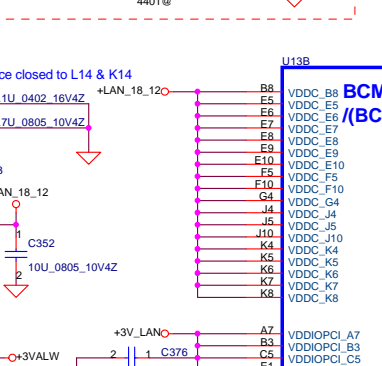 4401@
U13B
ce closed to L14 & K14
+LAN_18_12
1U_0402_16V4Z
7U_0805_10V4Z
B8 VDDC_B8 BCM
E5 VDDC_E5
E6 VDDC_E6 /(BC
E7 VDDC_E7
E8 VDDC_E8
E9 VDDC_E9
E10 VDDC_E10
F5 VDDC_F5
F10 VDDC_F10
G4 VDDC_G4
J4 VDDC_J4
J5 VDDC_J5
J10 VDDC_J10
K4 VDDC_K4
K5 VDDC_K5
K6 VDDC_K6
K7 VDDC_K7
K8 VDDC_K8
AN_18_12
1
C352
10U_0805_10V4Z
2
+3V_LAN
A7 VDDIOPCI_A7
B3 VDDIOPCI_B3
C5 VDDIOPCI_C5
+3VALW
2 1 C376